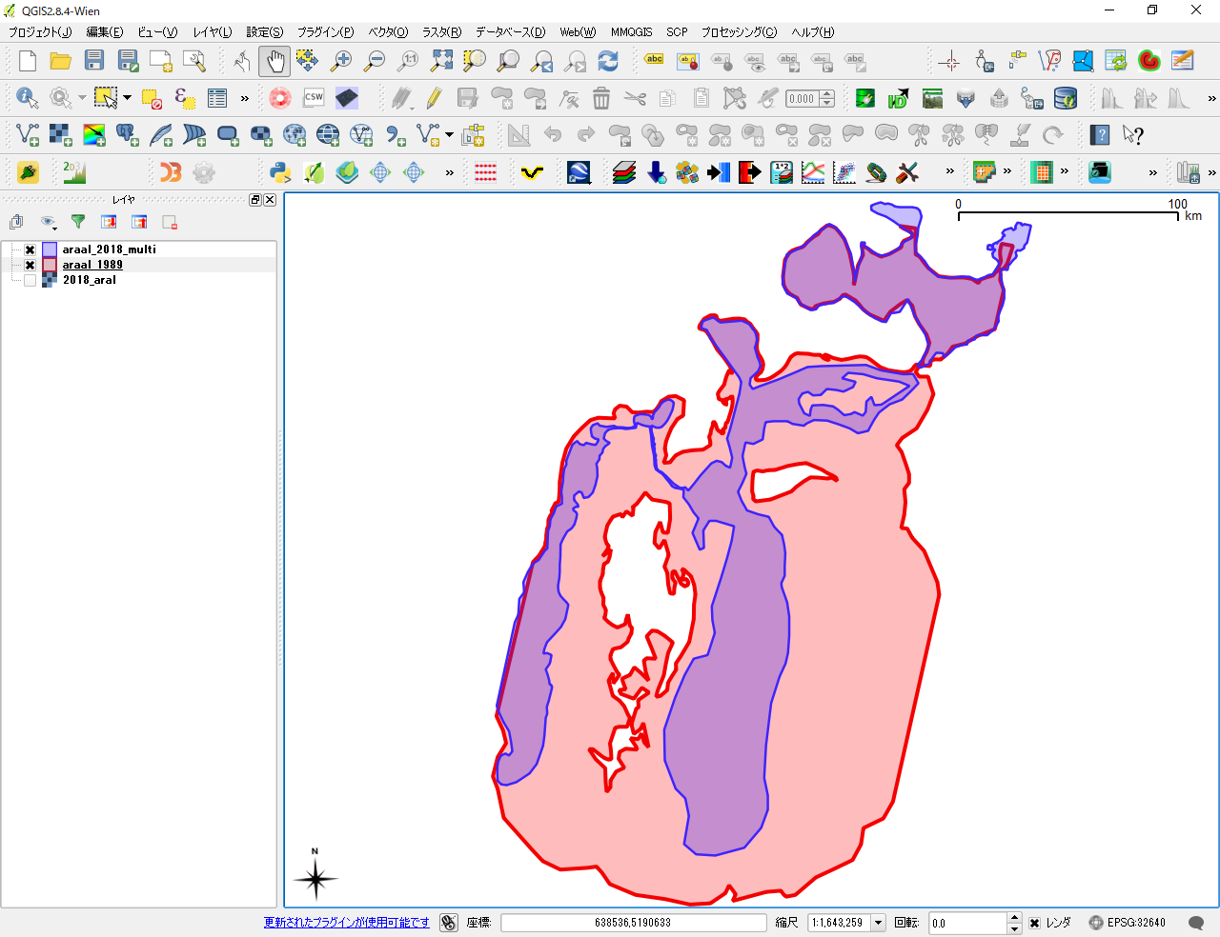 QGIS2.8.4-Wien
プロジェクト(J) 編集(E) ビュー(V) レイヤ(L) 設定(S) プラグイン(P) ベクタ(O) ラスタ(R) データベース(D) Web(W) MMQGIS SCP プロセッシング(C) ヘルプ(H)
1:1 abc abc abc abc abc abc
CSW 0.000
レイヤ
araal_2018_multi
araal_1989
2018_aral
0 100
km
N
更新されたプラグインが使用可能です 座標: 638536,5190633 縮尺 1:1,643,259 回転: 0.0 レンダ EPSG:32640